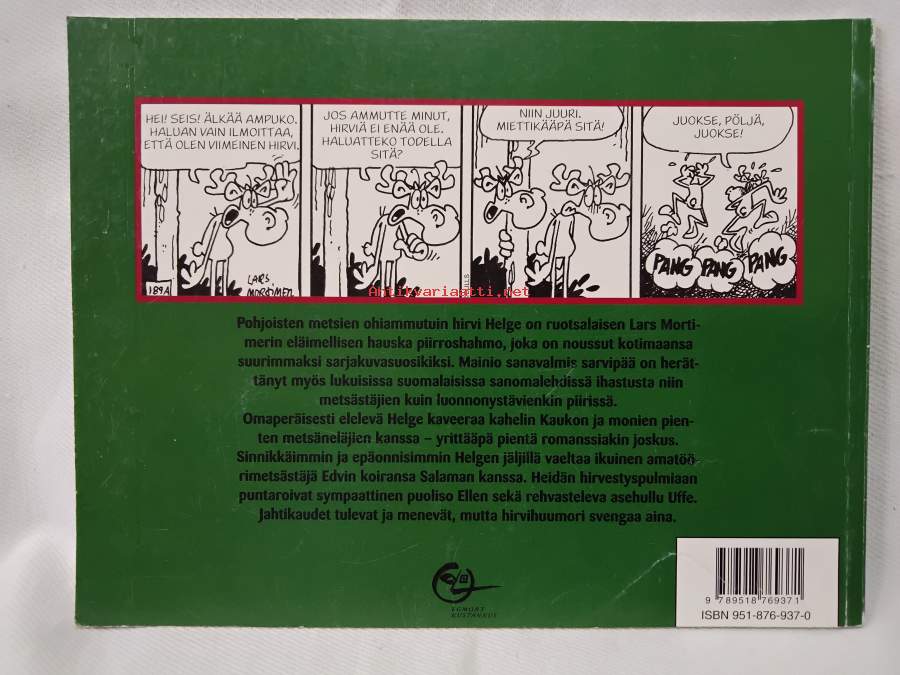 HEI! SEIS! ÄLKÄÄ AMPUKO.
HALUAN VAIN ILMOITTAA,
ETTÄ OLEN VIIMEINEN HIRVI.
189A
LARS
MORTIMER
JOS AMMUTTE MINUT,
HIRVIÄ EI ENÄÄ OLE.
HALUATTEKO TODELLA
SITÄ?
NIIN JUURI.
MIETTIKÄÄPÄ SITÄ!
JUOKSE, PÖLJÄ,
JUOKSE!
PANG PANG PANG
Antikvariaatti.net
Pohjoisten metsien ohiammutuin hirvi Helge on ruotsalaisen Lars Morti-
merin eläimellisen hauska piirroshahmo, joka on noussut kotimaansa
suurimmaksi sarjakuvasuosikiksi. Mainio sanavalmis sarvipää on herät-
tänyt myös lukuisissa suomalaisissa sanomalehdissä ihastusta niin
metsästäjien kuin luonnonystävienkin piirissä.
Omaperäisesti elelevä Helge kaveeraa kahelin Kaukon ja monien pien-
ten metsäneläjien kanssa – yrittääpä pientä romanssiakin joskus.
Sinnikkäimmin ja epäonnisimmin Helgen jäljillä vaeltaa ikuinen amatöö-
rimetsästäjä Edvin koiransa Salaman kanssa. Heidän hirvestyspulmiaan
puntaroivat sympaattinen puoliso Ellen sekä rehvasteleva asehullu Uffe.
Jahtikaudet tulevat ja menevät, mutta hirvihuumori svengaa aina.
EGMONT
KUSTANNUS
9 789518 769371
ISBN 951-876-937-0